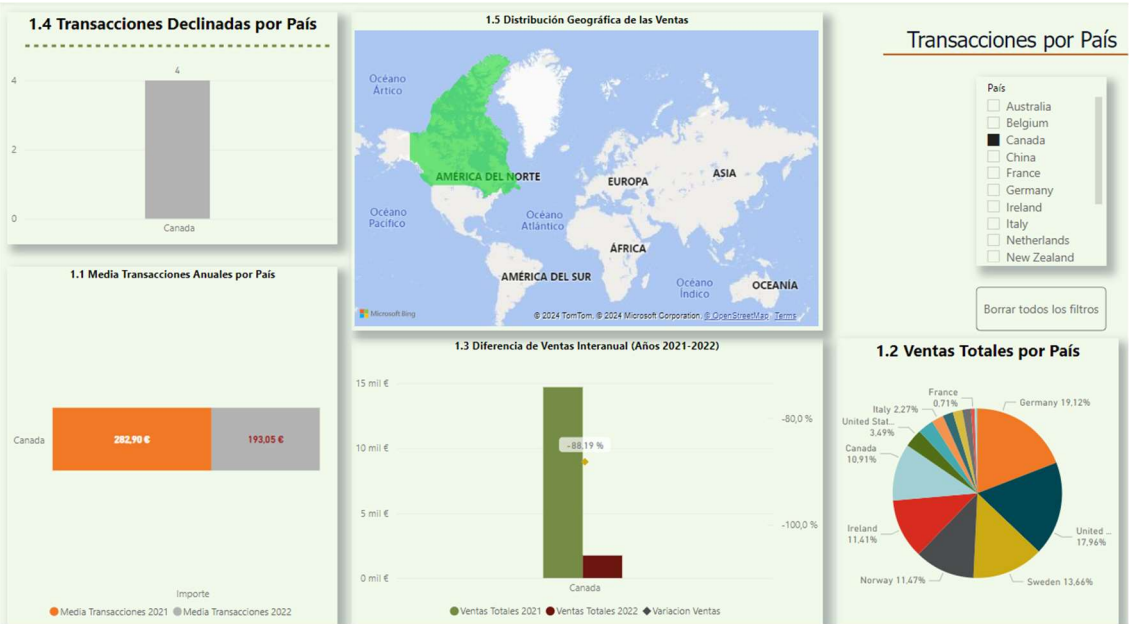 1.4 Transacciones Declinadas por País
4
4
2
0
Canada
1.5 Distribución Geográfica de las Ventas
Océano
Ártico
AMÉRICA DEL NORTE
EUROPA
ASIA
Océano
Pacífico
Océano
Atlántico
ÁFRICA
AMÉRICA DEL SUR
Océano
Índico
OCEANÍA
Microsoft Bing
© 2024 TomTom, © 2024 Microsoft Corporation, © OpenStreetMap Terms
Transacciones por País
País
Australia
Belgium
Canada
China
France
Germany
Ireland
Italy
Netherlands
New Zealand
Borrar todos los filtros
1.1 Media Transacciones Anuales por País
Canada
282,90 €
193,05 €
Importe
Media Transacciones 2021
Media Transacciones 2022
1.3 Diferencia de Ventas Interanual (Años 2021-2022)
15 mil €
10 mil €
5 mil €
0 mil €
-88,19 %
-80,0 %
-100,0 %
Canada
Ventas Totales 2021
Ventas Totales 2022
Variacion Ventas
1.2 Ventas Totales por País
France
0,71%
Germany 19,12%
Italy 2,27%
United Stat...
3,49%
Canada
10,91%
Ireland
11,41%
United ...
17,96%
Norway 11,47%
Sweden 13,66%